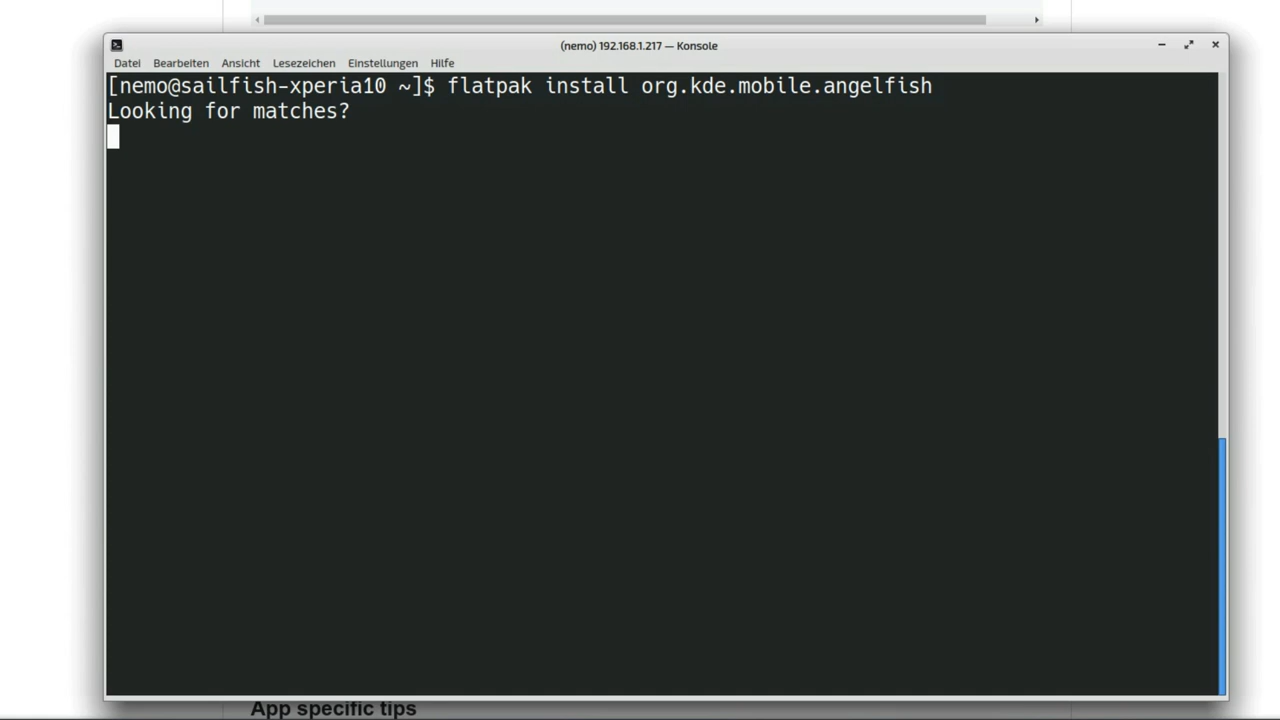 (nemo) 192.168.1.217 — Konsole
Datei Bearbeiten Ansicht Lesezeichen Einstellungen Hilfe
[nemo@sailfish-xperia10 ~]$ flatpak install org.kde.mobile.angelfish
Looking for matches?
App specific tips